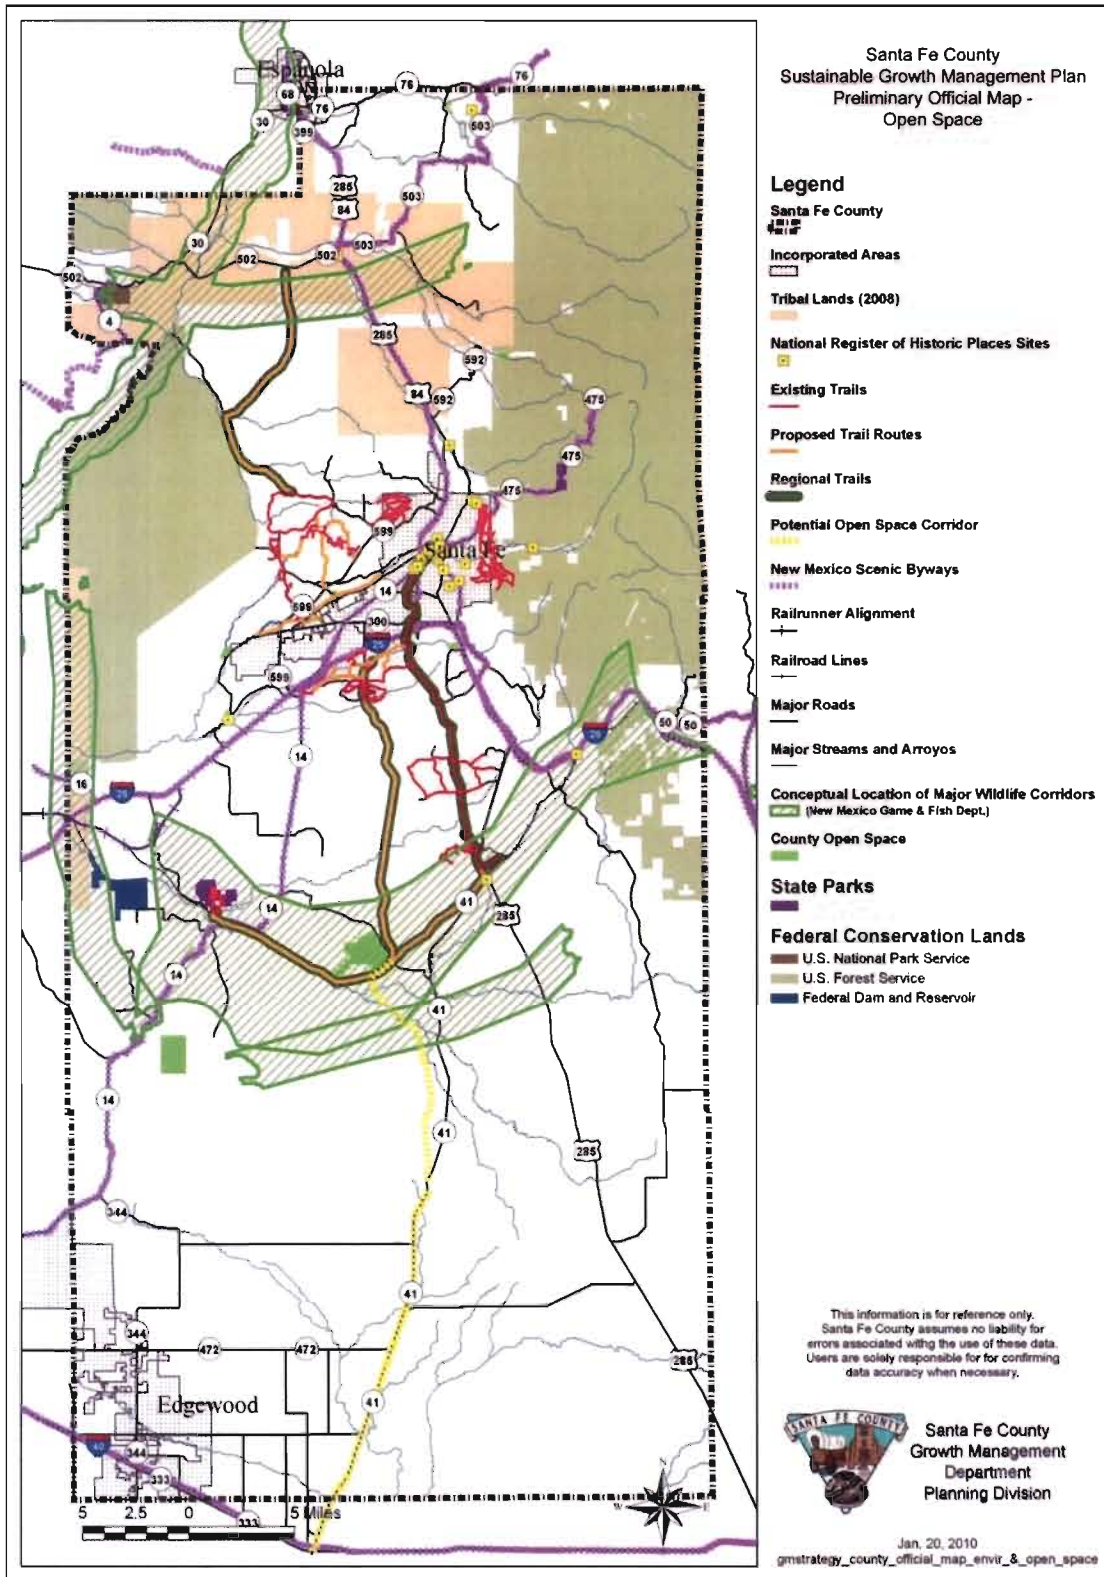 Santa Fe County
Sustainable Growth Management Plan
Preliminary Official Map -
Open Space
Legend
Santa Fe County
Incorporated Areas
Tribal Lands (2008)
National Register of Historic Places Sites
Existing Trails
Proposed Trail Routes
Regional Trails
Potential Open Space Corridor
New Mexico Scenic Byways
Railrunner Alignment
Railroad Lines
Major Roads
Major Streams and Arroyos
Conceptual Location of Major Wildlife Corridors
(New Mexico Game & Fish Dept.)
County Open Space
State Parks
Federal Conservation Lands
U.S. National Park Service
U.S. Forest Service
Federal Dam and Reservoir
This information is for reference only.
Santa Fe County assumes no liability for
errors associated withg the use of these data.
Users are solely responsible for for confirming
data accuracy when necessary.
SANTA FE COUNTY
Santa Fe County
Growth Management
Department
Planning Division
Jan. 20, 2010
gmstrategy_county_official_map_envir_&_open_space
Espanola
68
76
76
76
30
399
503
285
84
503
30
502
502
503
502
4
285
592
84
592
475
475
475
599
Santa Fe
14
599
300
25
599
14
50
50
25
16
25
41
14
285
14
41
14
41
285
344
41
344
472
472
285
Edgewood
41
40
344
333
333
5
2.5
0
5 Miles
N
W
E